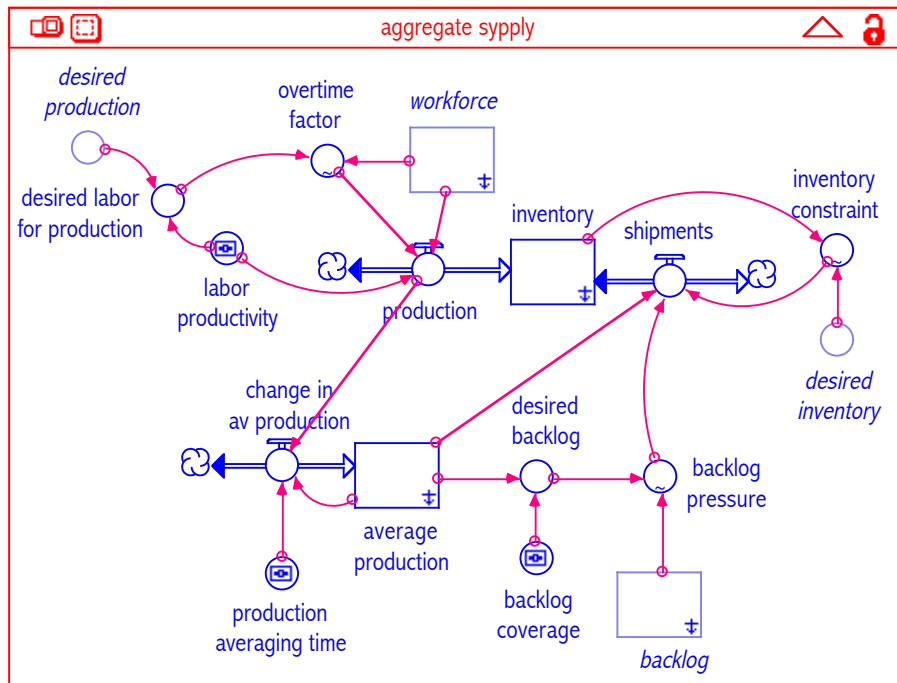 aggregate sypply
desired
production
overtime
factor
workforce
desired labor
for production
inventory
shipments
inventory
constraint
labor
productivity
production
desired
inventory
change in
av production
desired
backlog
backlog
pressure
average
production
production
averaging time
backlog
coverage
backlog